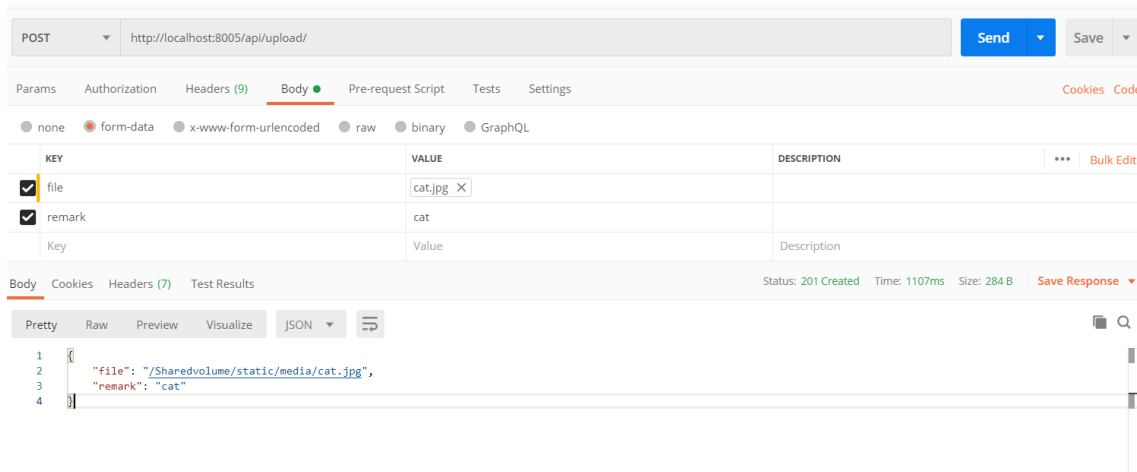 POST http://localhost:8005/api/upload/ Send Save
Params Authorization Headers (9) Body Pre-request Script Tests Settings Cookies Code
none form-data x-www-form-urlencoded raw binary GraphQL
KEY VALUE DESCRIPTION ••• Bulk Edit
file cat.jpg
remark cat
Key Value Description
Body Cookies Headers (7) Test Results Status: 201 Created Time: 1107ms Size: 284 B Save Response
Pretty Raw Preview Visualize JSON
1 {
2 "file": "/Sharedvolume/static/media/cat.jpg",
3 "remark": "cat"
4 }